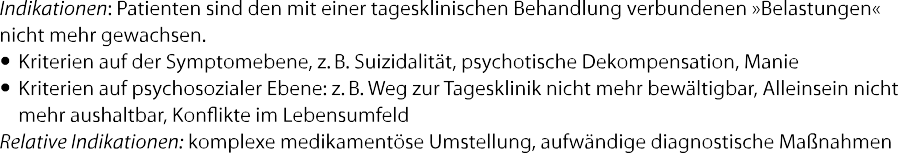 Indikationen: Patienten sind den mit einer tagesklinischen Behandlung verbundenen »Belastungen«
nicht mehr gewachsen.
• Kriterien auf der Symptomebene, z. B. Suizidalität, psychotische Dekompensation, Manie
• Kriterien auf psychosozialer Ebene: z. B. Weg zur Tagesklinik nicht mehr bewältigbar, Alleinsein nicht
mehr aushaltbar, Konflikte im Lebensumfeld
Relative Indikationen: komplexe medikamentöse Umstellung, aufwändige diagnostische Maßnahmen